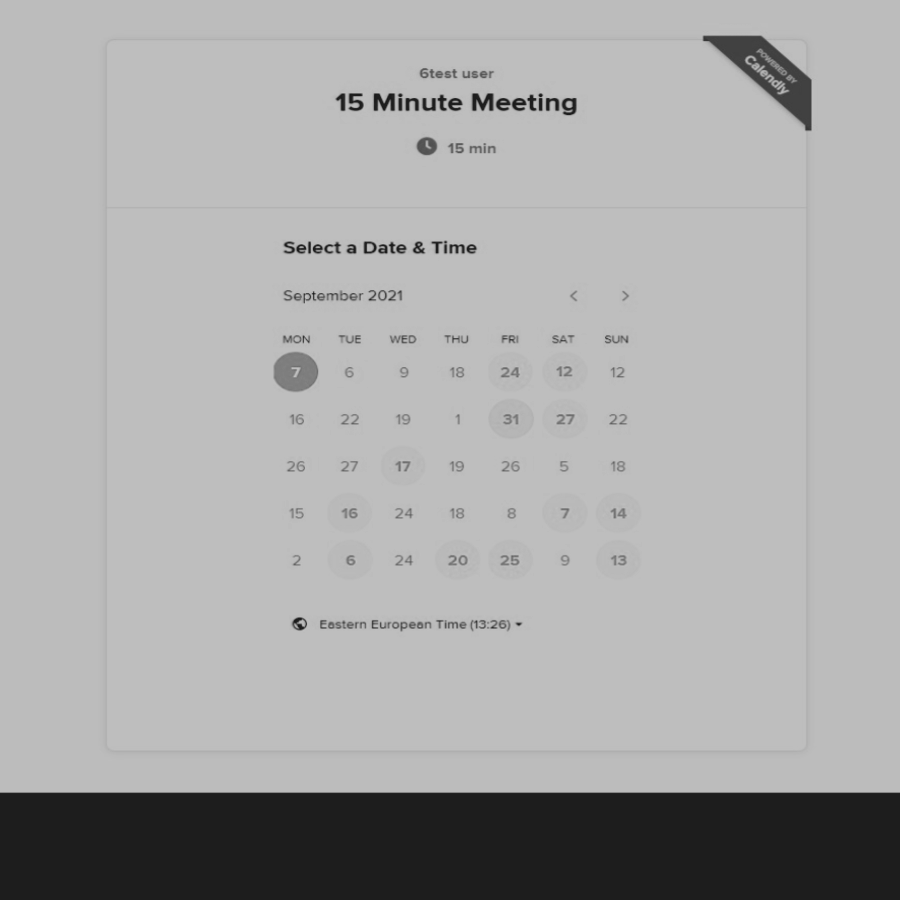 POWERED BY
Calendly
6test user
15 Minute Meeting
15 min
Select a Date & Time
September 2021
MON TUE WED THU FRI SAT SUN
7 6 9 18 24 12 12
16 22 19 1 31 27 22
26 27 17 19 26 5 18
15 16 24 18 8 7 14
2 6 24 20 25 9 13
Eastern European Time (13:26)